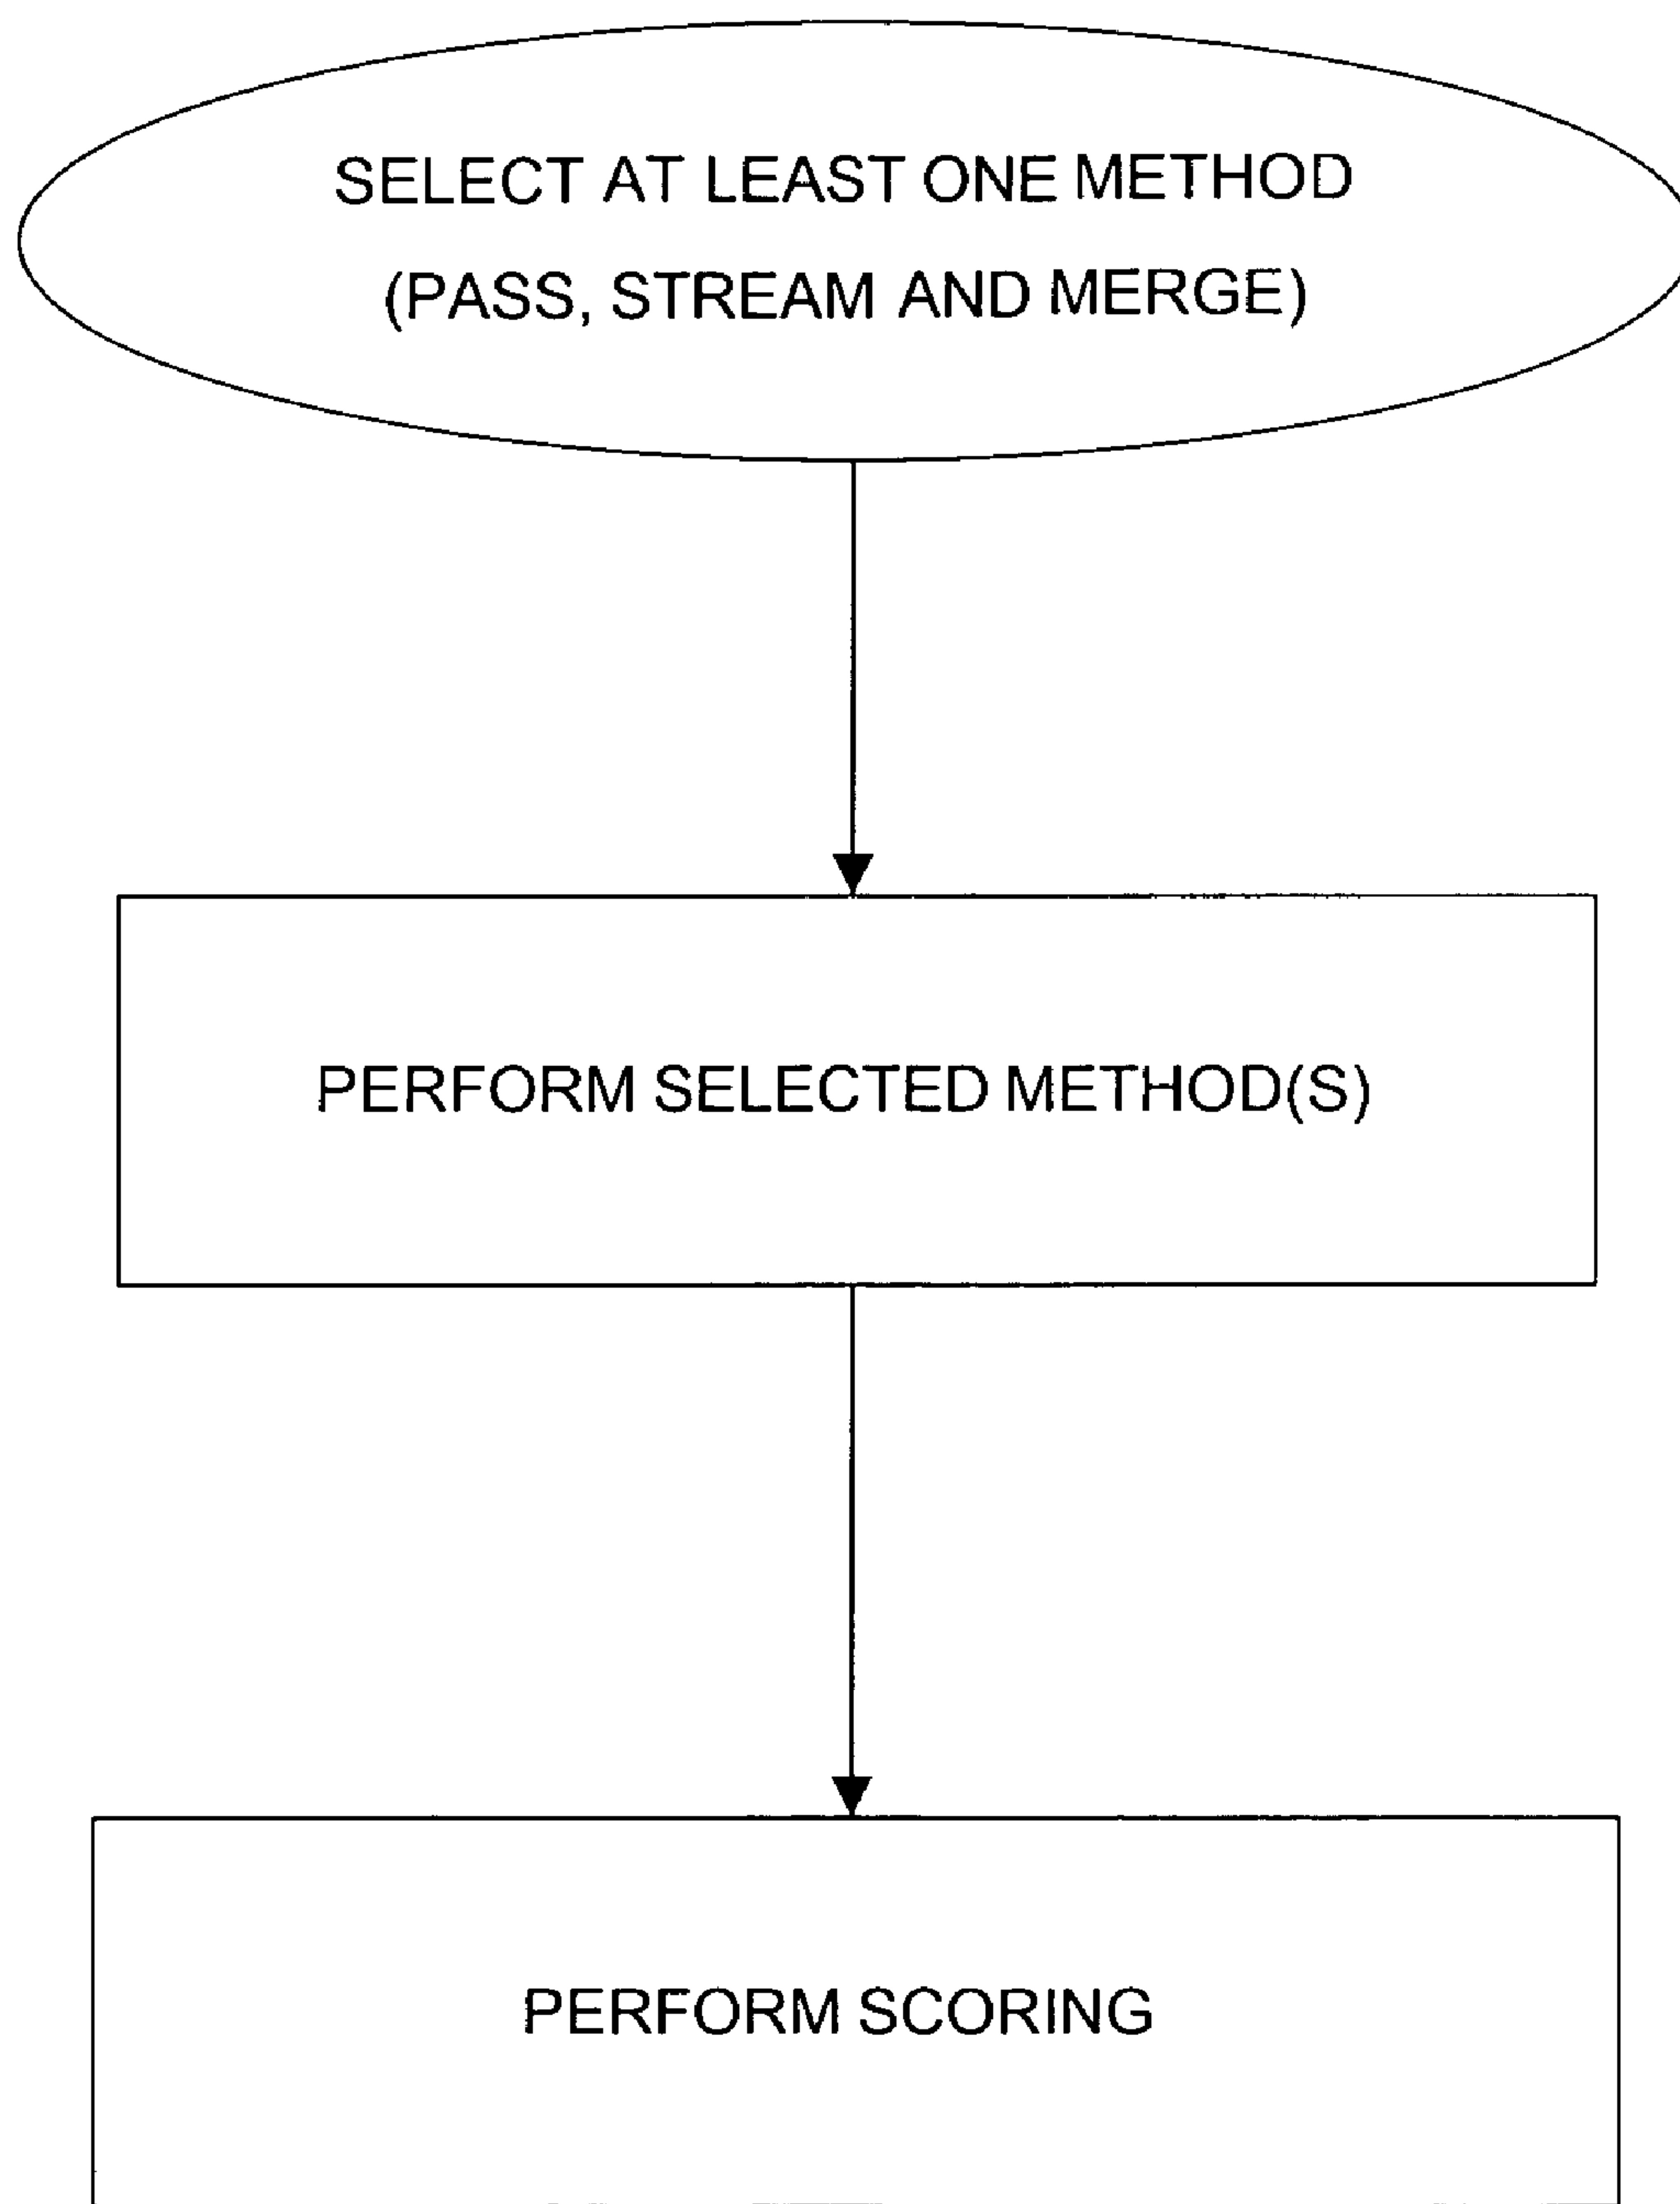 SELECT AT LEAST ONE METHOD
(PASS, STREAM AND MERGE)
PERFORM SELECTED METHOD(S)
PERFORM SCORING